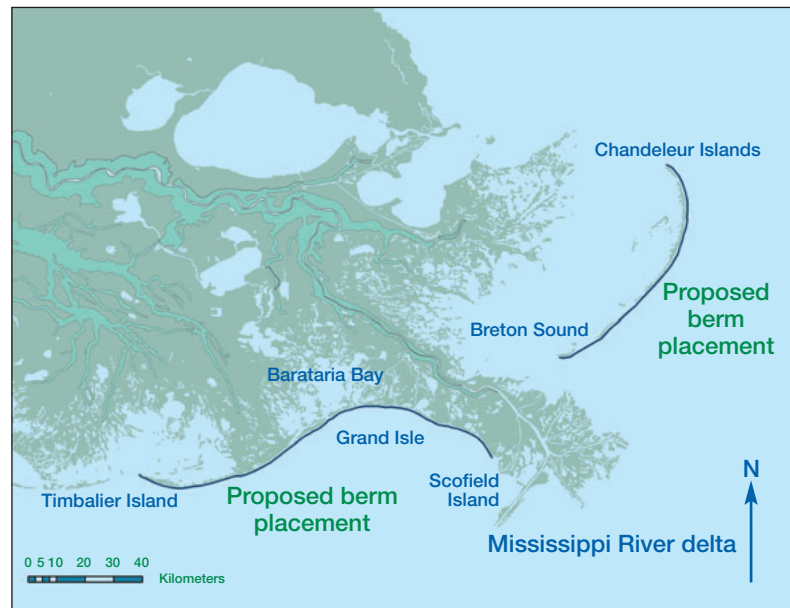 Chandeleur Islands
Proposed
berm
placement
Breton Sound
Barataria Bay
Grand Isle
Scofield
Island
Timbalier Island
Proposed berm
placement
N
Mississippi River delta
0 5 10 20 30 40
Kilometers